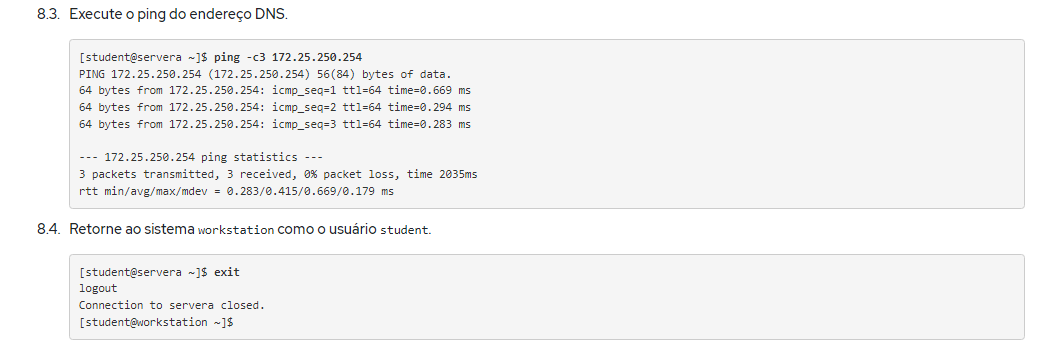 8.3. Execute o ping do endereço DNS.
[student@servera ~]$ ping -c3 172.25.250.254
PING 172.25.250.254 (172.25.250.254) 56(84) bytes of data.
64 bytes from 172.25.250.254: icmp_seq=1 ttl=64 time=0.669 ms
64 bytes from 172.25.250.254: icmp_seq=2 ttl=64 time=0.294 ms
64 bytes from 172.25.250.254: icmp_seq=3 ttl=64 time=0.283 ms
--- 172.25.250.254 ping statistics ---
3 packets transmitted, 3 received, 0% packet loss, time 2035ms
rtt min/avg/max/mdev = 0.283/0.415/0.669/0.179 ms
8.4. Retorne ao sistema workstation como o usuário student.
[student@servera ~]$ exit
logout
Connection to servera closed.
[student@workstation ~]$